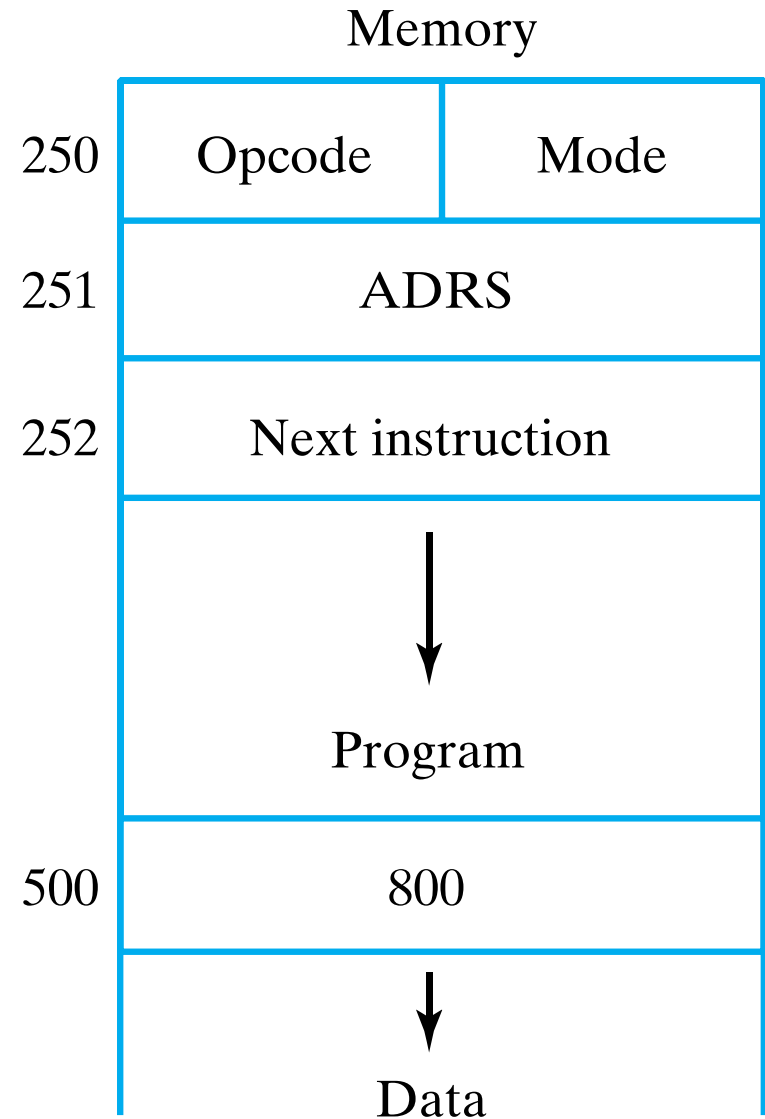 Memory
250 Opcode Mode
251 ADRS
252 Next instruction
Program
500 800
Data